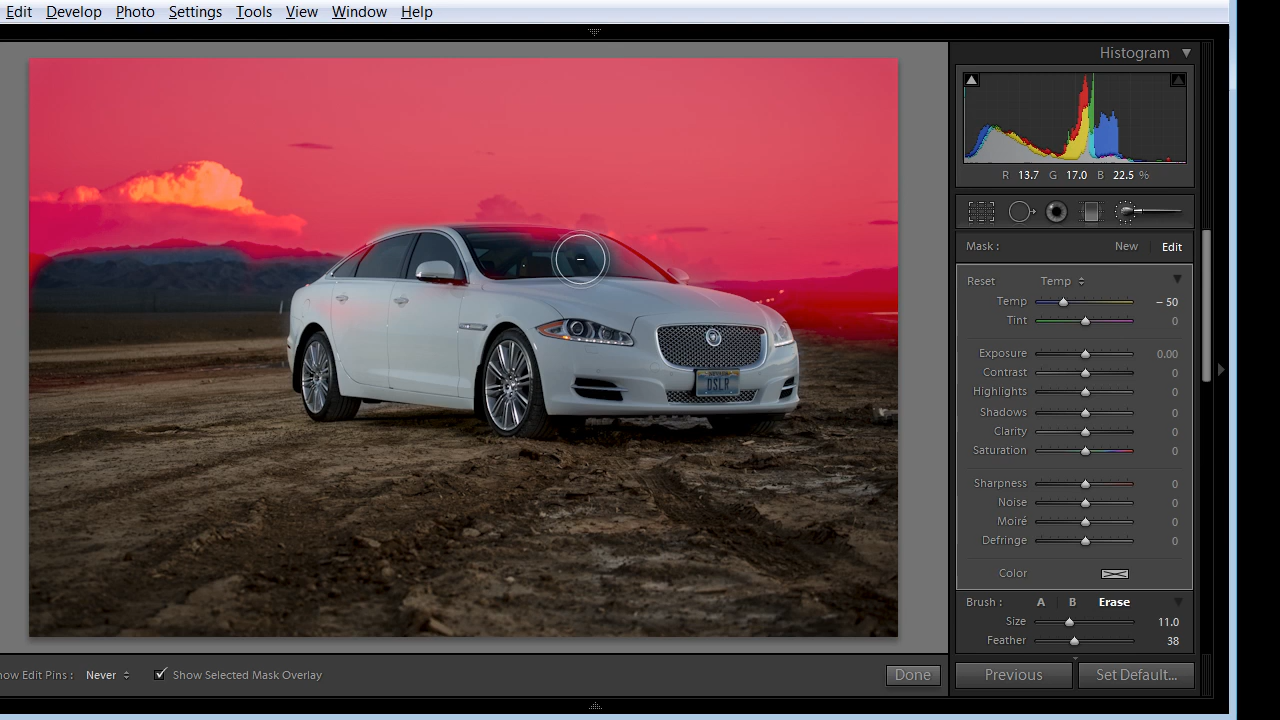 Edit Develop Photo Settings Tools View Window Help
Histogram
R 13.7 G 17.0 B 22.5 %
Mask : New Edit
Reset Temp
Temp – 50
Tint 0
Exposure 0.00
Contrast 0
Highlights 0
Shadows 0
Clarity 0
Saturation 0
Sharpness 0
Noise 0
Moiré 0
Defringe 0
Color
DSLR
Brush : A B Erase
Size 11.0
Feather 38
ow Edit Pins : Never Show Selected Mask Overlay Done Previous Set Default...